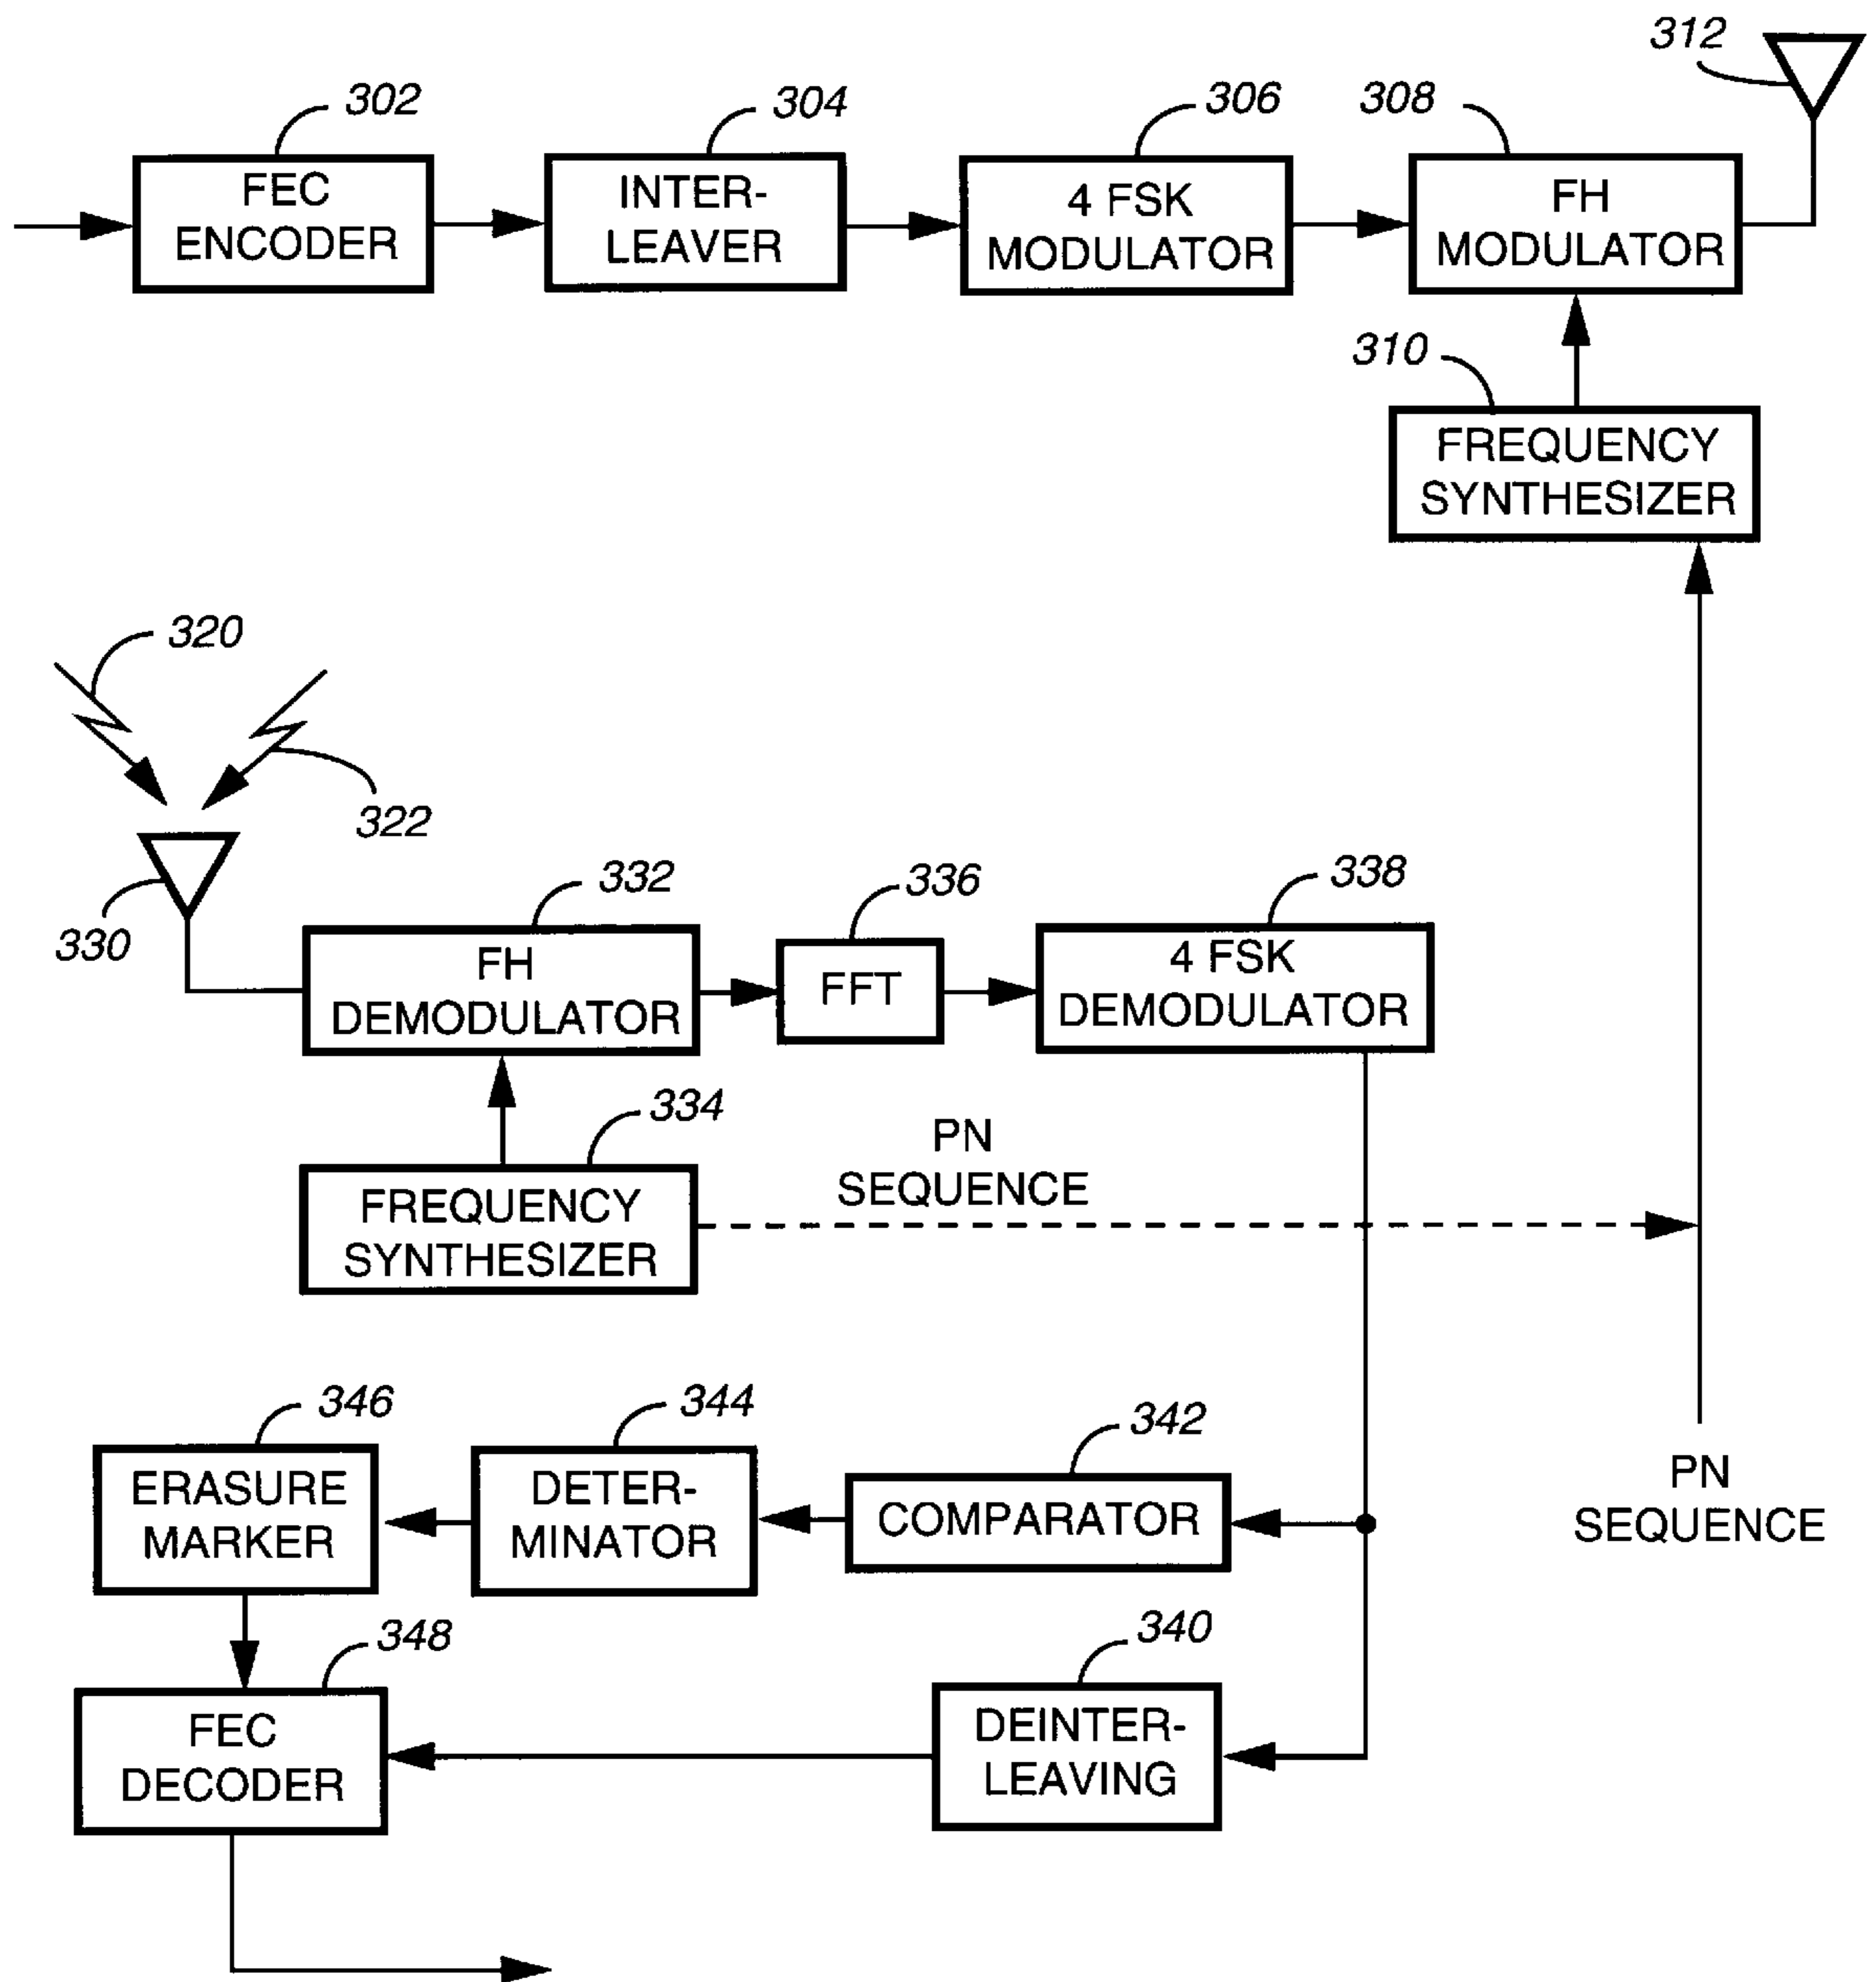 302
304
306
308
312
FEC
ENCODER
INTER-
LEAVER
4 FSK
MODULATOR
FH
MODULATOR
310
FREQUENCY
SYNTHESIZER
320
322
330
332
336
338
FH
DEMODULATOR
FFT
4 FSK
DEMODULATOR
334
FREQUENCY
SYNTHESIZER
PN
SEQUENCE
346
344
342
ERASURE
MARKER
DETER-
MINATOR
COMPARATOR
PN
SEQUENCE
348
340
FEC
DECODER
DEINTER-
LEAVING